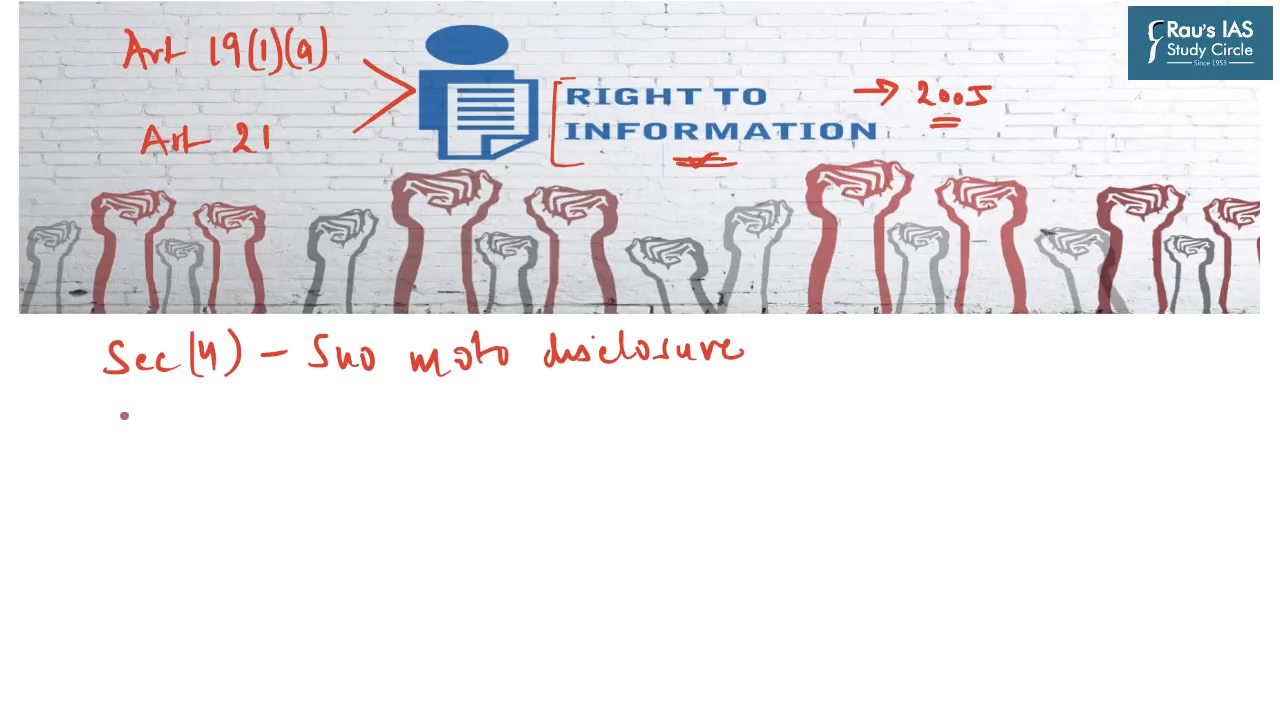 Art 19(1)(a)
Rau's IAS
Study Circle
Since 1953
RIGHT TO
→ 2005
INFORMATION
Art 21
Sec(4) - Suo moto disclosure